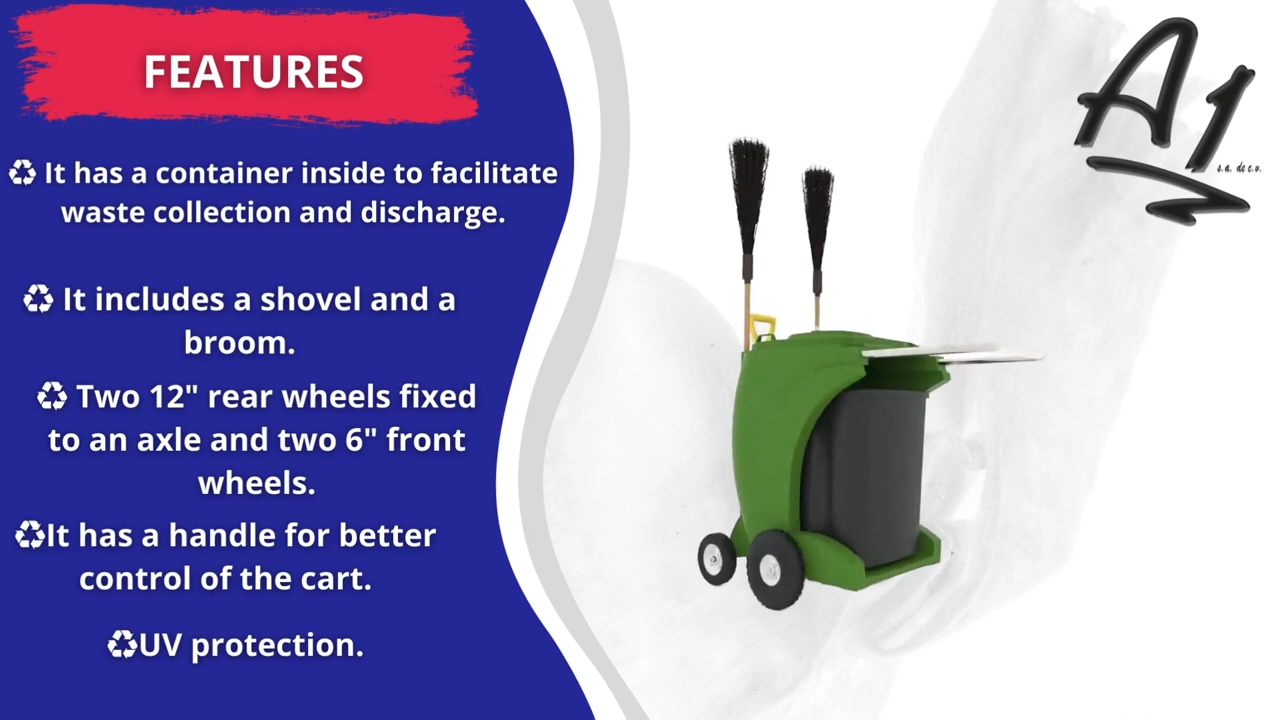 FEATURES
♻ It has a container inside to facilitate
waste collection and discharge.
♻ It includes a shovel and a
broom.
♻ Two 12" rear wheels fixed
to an axle and two 6" front
wheels.
♻It has a handle for better
control of the cart.
♻UV protection.
A1
s.a. de c.v.